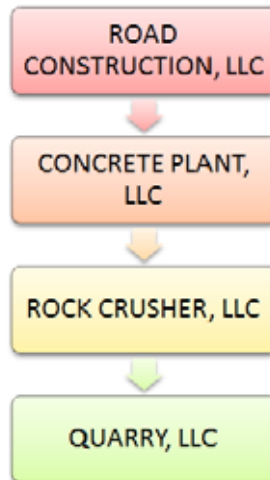 ROAD
CONSTRUCTION, LLC
CONCRETE PLANT,
LLC
ROCK CRUSHER, LLC
QUARRY, LLC